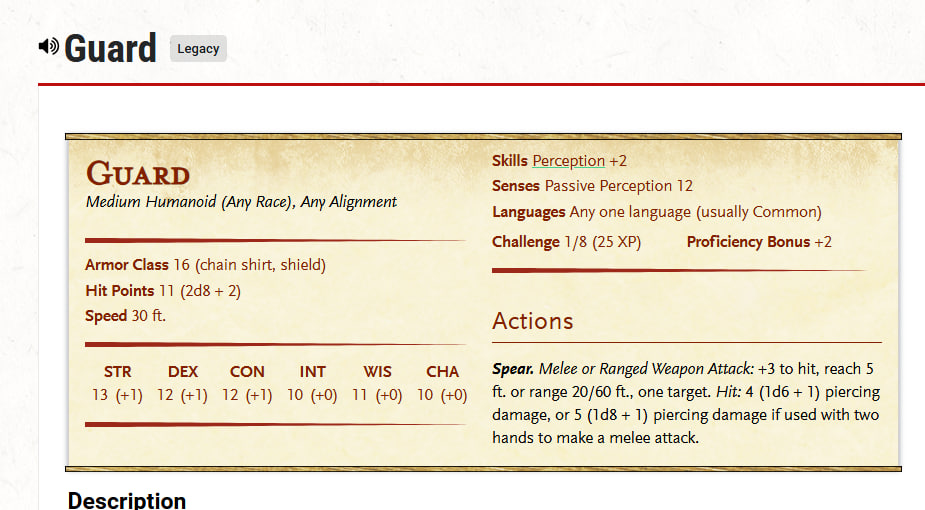 Guard Legacy
Guard
Medium Humanoid (Any Race), Any Alignment
Armor Class 16 (chain shirt, shield)
Hit Points 11 (2d8 + 2)
Speed 30 ft.
STR DEX CON INT WIS CHA
13 (+1) 12 (+1) 12 (+1) 10 (+0) 11 (+0) 10 (+0)
Skills Perception +2
Senses Passive Perception 12
Languages Any one language (usually Common)
Challenge 1/8 (25 XP) Proficiency Bonus +2
Actions
Spear. Melee or Ranged Weapon Attack: +3 to hit, reach 5
ft. or range 20/60 ft., one target. Hit: 4 (1d6 + 1) piercing
damage, or 5 (1d8 + 1) piercing damage if used with two
hands to make a melee attack.
Description